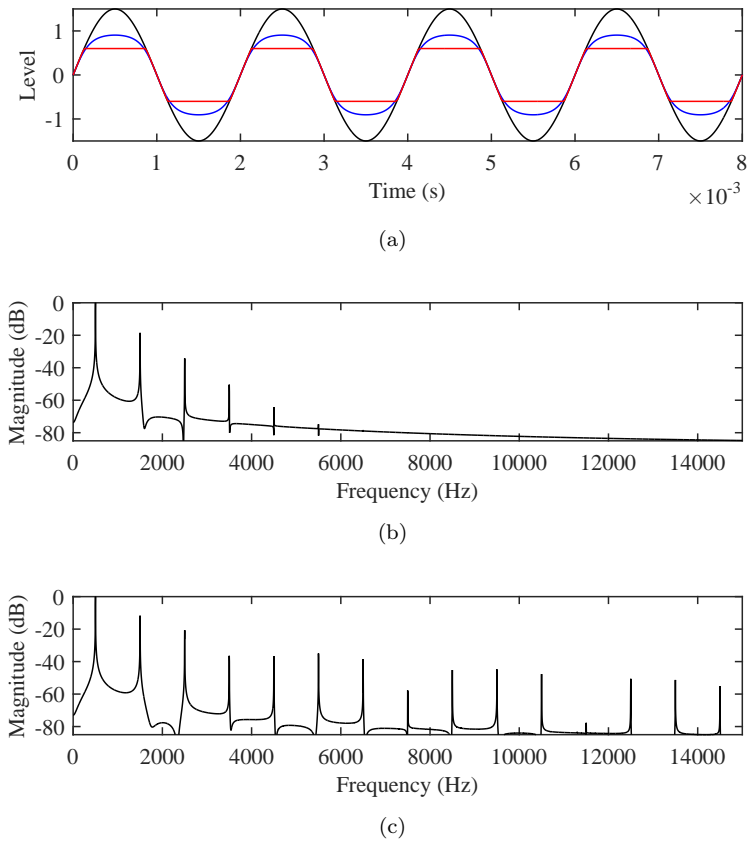 1
0
-1
Level
0 1 2 3 4 5 6 7 8
Time (s)
×10-3
(a)
0
-20
-40
-60
-80
Magnitude (dB)
0 2000 4000 6000 8000 10000 12000 14000
Frequency (Hz)
(b)
0
-20
-40
-60
-80
Magnitude (dB)
0 2000 4000 6000 8000 10000 12000 14000
Frequency (Hz)
(c)